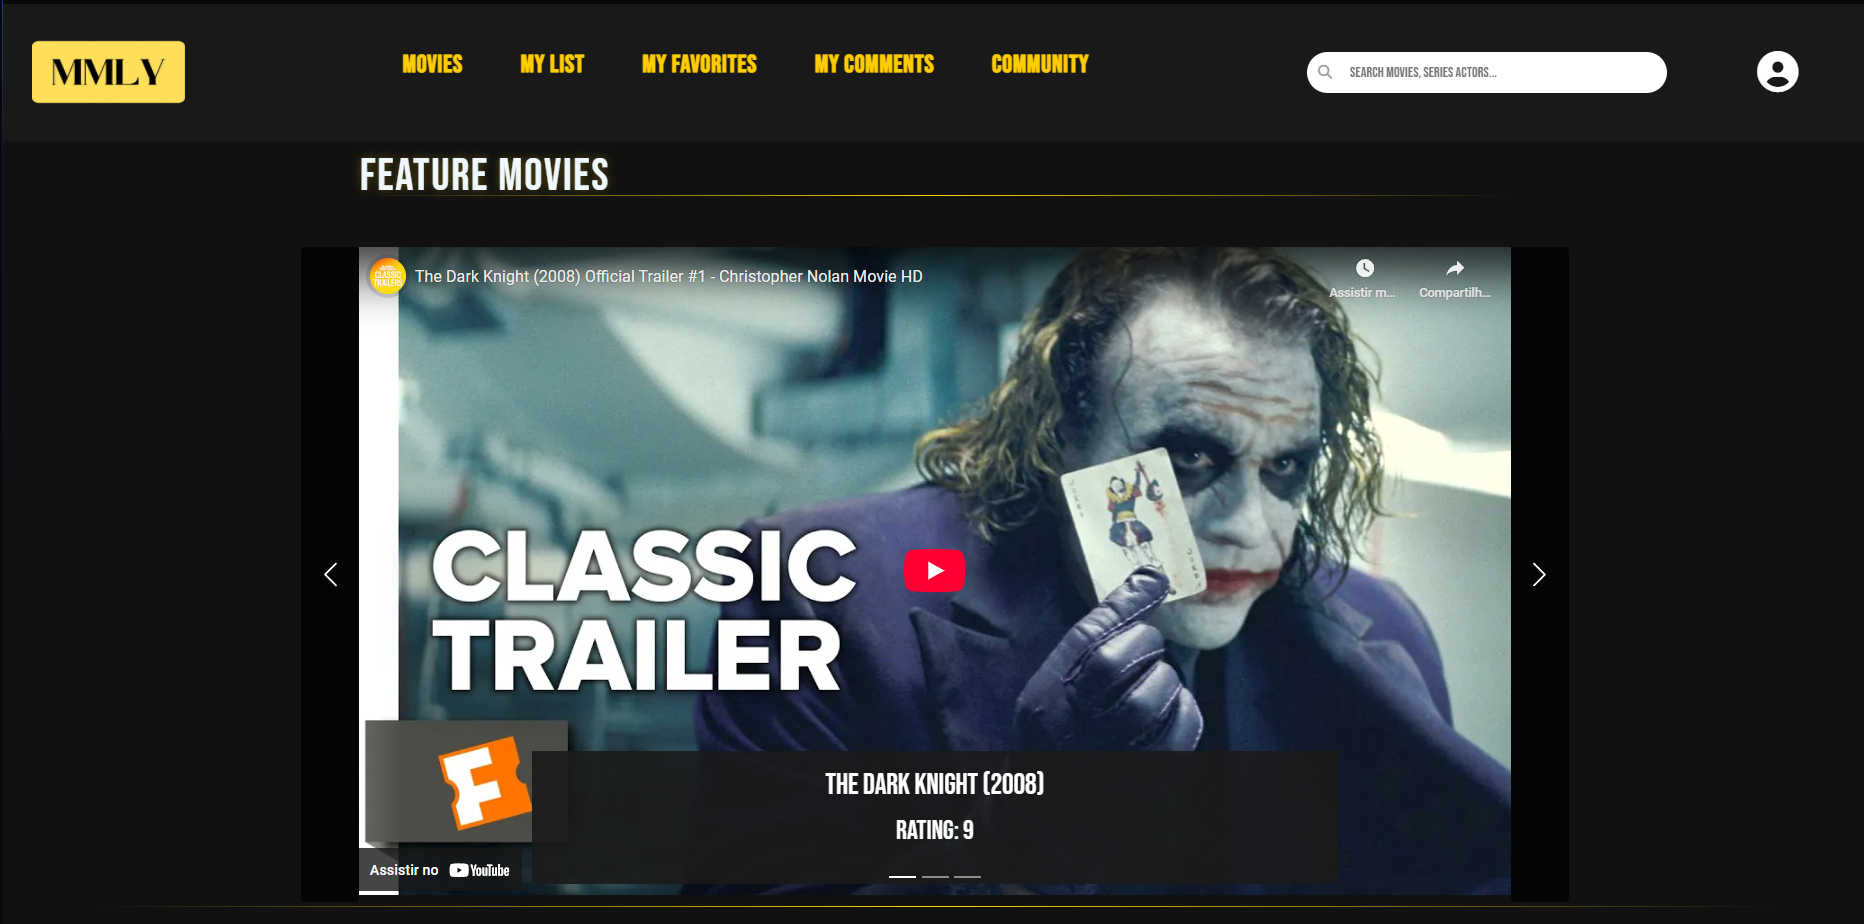 MMLY
MOVIES
MY LIST
MY FAVORITES
MY COMMENTS
COMMUNITY
SEARCH MOVIES, SERIES ACTORS...
FEATURE MOVIES
CLASSIC TRAILERS
The Dark Knight (2008) Official Trailer #1 - Christopher Nolan Movie HD
Assistir m...
Compartilh...
JOKER
JOKER
CLASSIC
TRAILER
F
THE DARK KNIGHT (2008)
RATING: 9
Assistir no YouTube